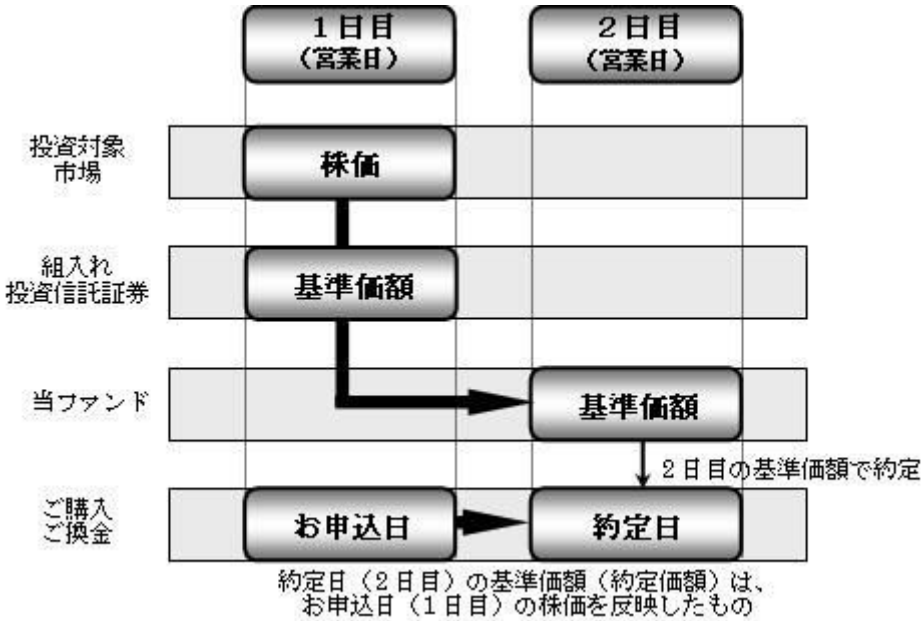 1日目
(営業日)
2日目
(営業日)
投資対象
市場
株価
組入れ
投資信託証券
基準価額
当ファンド
基準価額
2日目の基準価額で約定
ご購入
ご換金
お申込日
約定日
約定日(2日目)の基準価額(約定価額)は、
お申込日(1日目)の株価を反映したもの